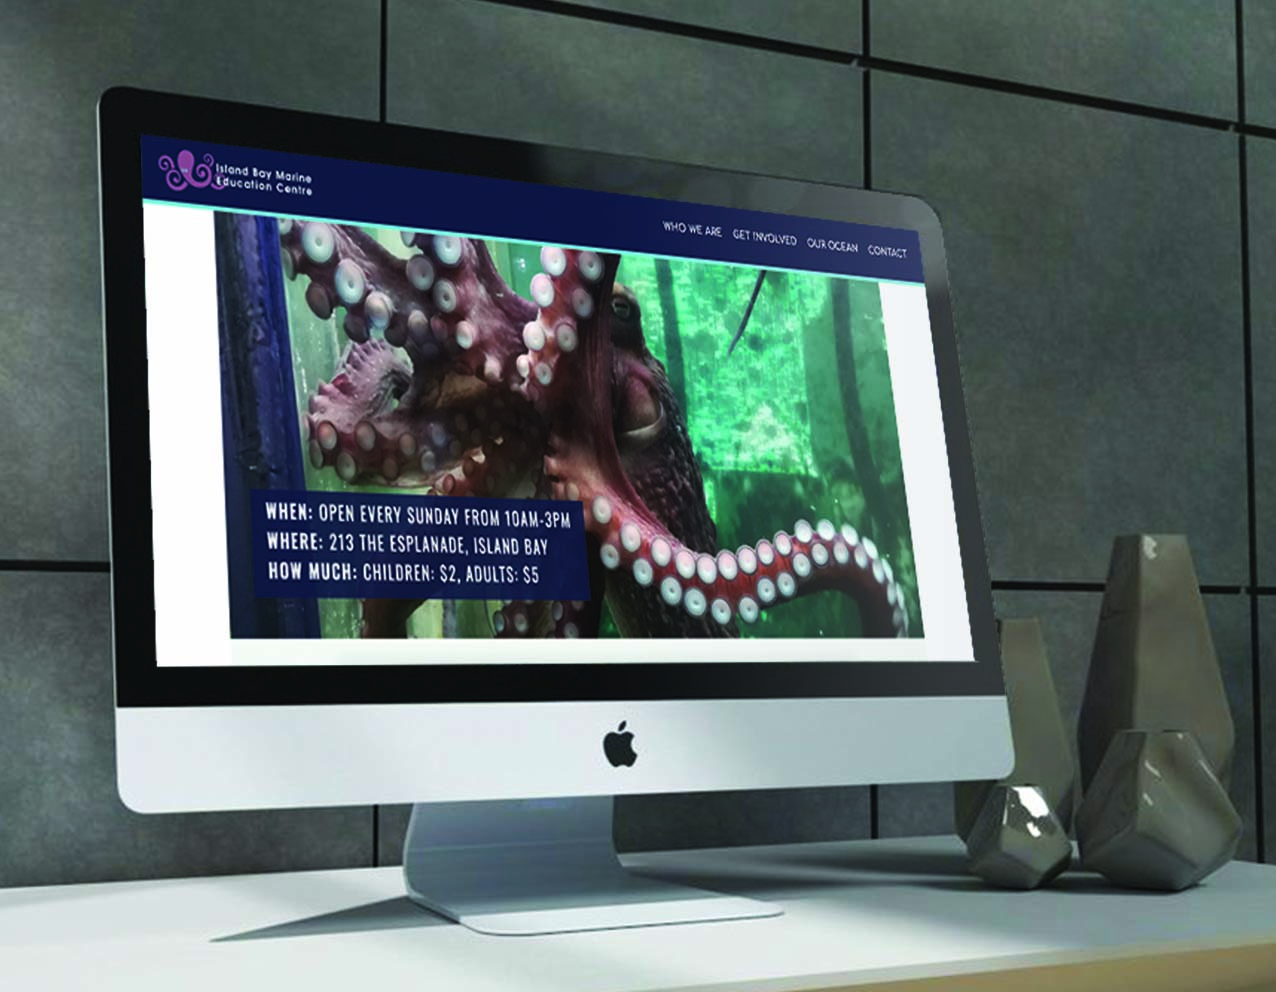 Island Bay Marine
Education Centre
WHO WE ARE GET INVOLVED OUR OCEAN CONTACT
WHEN: OPEN EVERY SUNDAY FROM 10AM-3PM
WHERE: 213 THE ESPLANADE, ISLAND BAY
HOW MUCH: CHILDREN: $2, ADULTS: $5